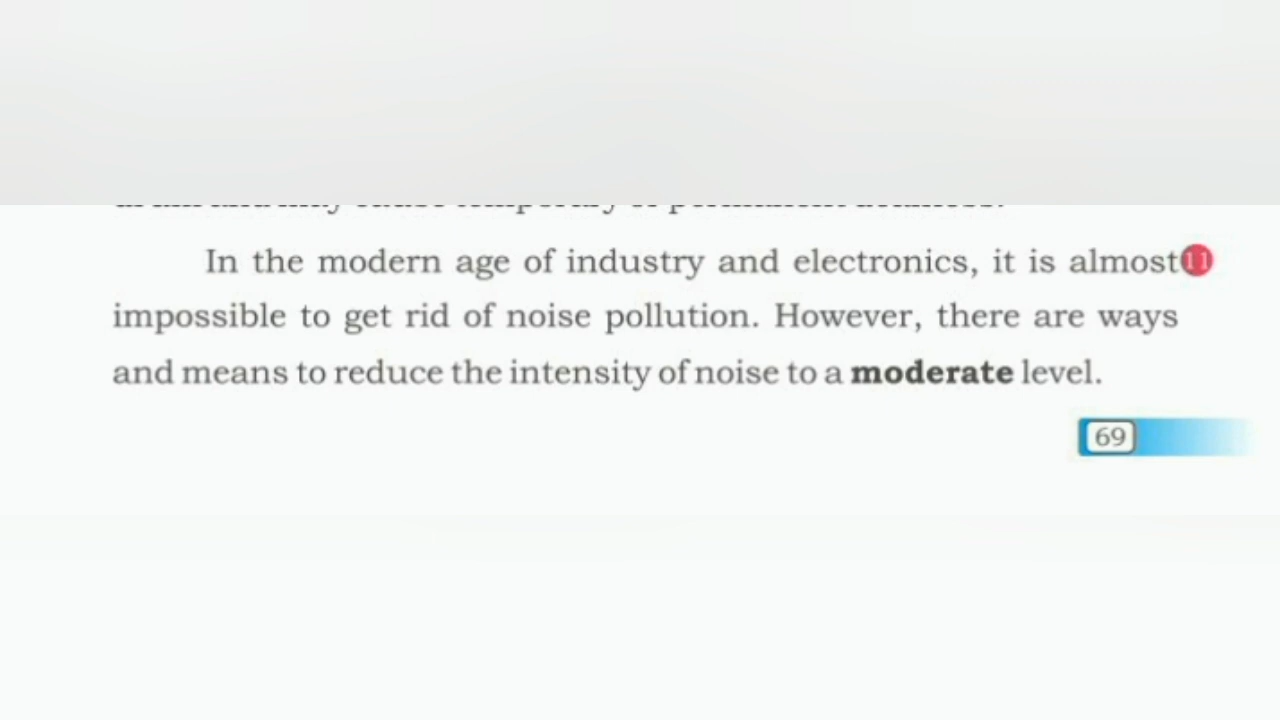 In the modern age of industry and electronics, it is almost 11
impossible to get rid of noise pollution. However, there are ways
and means to reduce the intensity of noise to a moderate level.
69